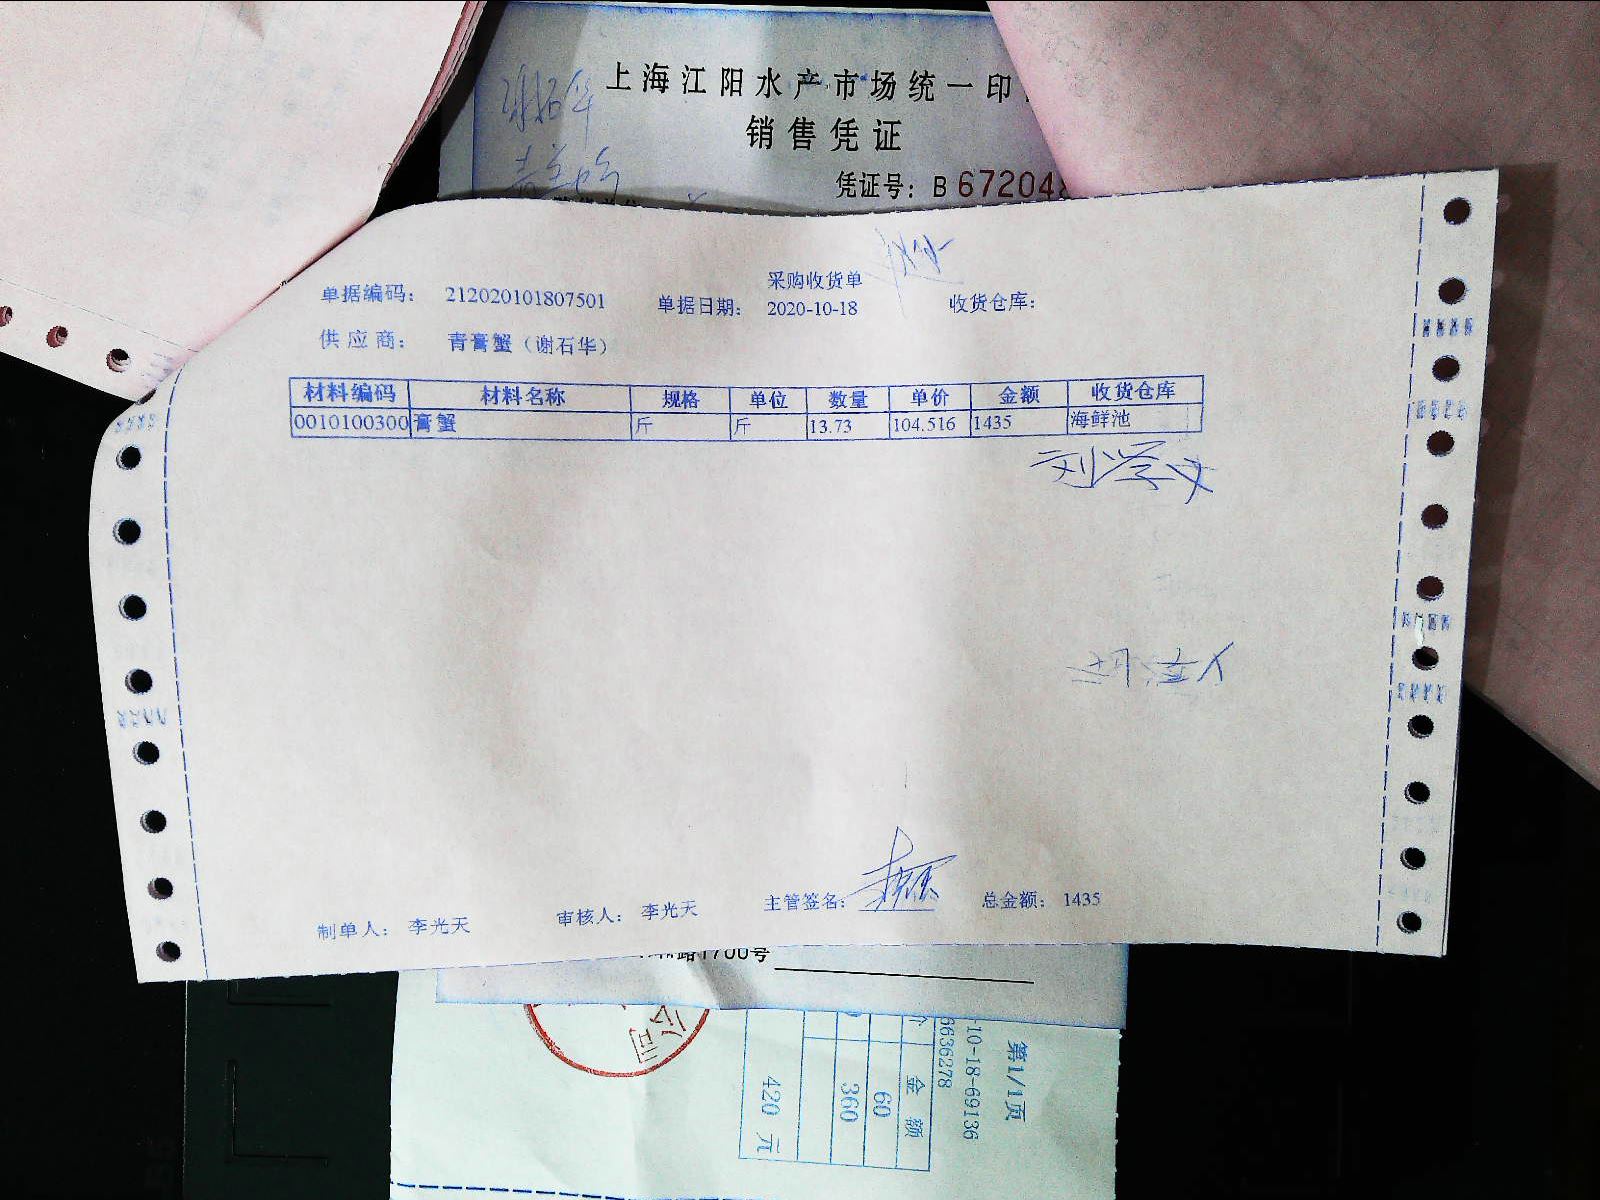 上海江阳水产市场统一印
销售凭证
凭证号: B 67204
谢石华
采购收货单
单据编码: 212020101807501 单据日期: 2020-10-18 收货仓库:
供应商: 青膏蟹（谢石华）
材料编码 材料名称 规格 单位 数量 单价 金额 收货仓库
0010100300 膏蟹 斤 斤 13.73 104.516 1435 海鲜池
制单人: 李光天 审核人: 李光天 主管签名: 总金额: 1435
路1700号
公司
第1/1页
10-18-69136
6636278
金额
60
360
420 元